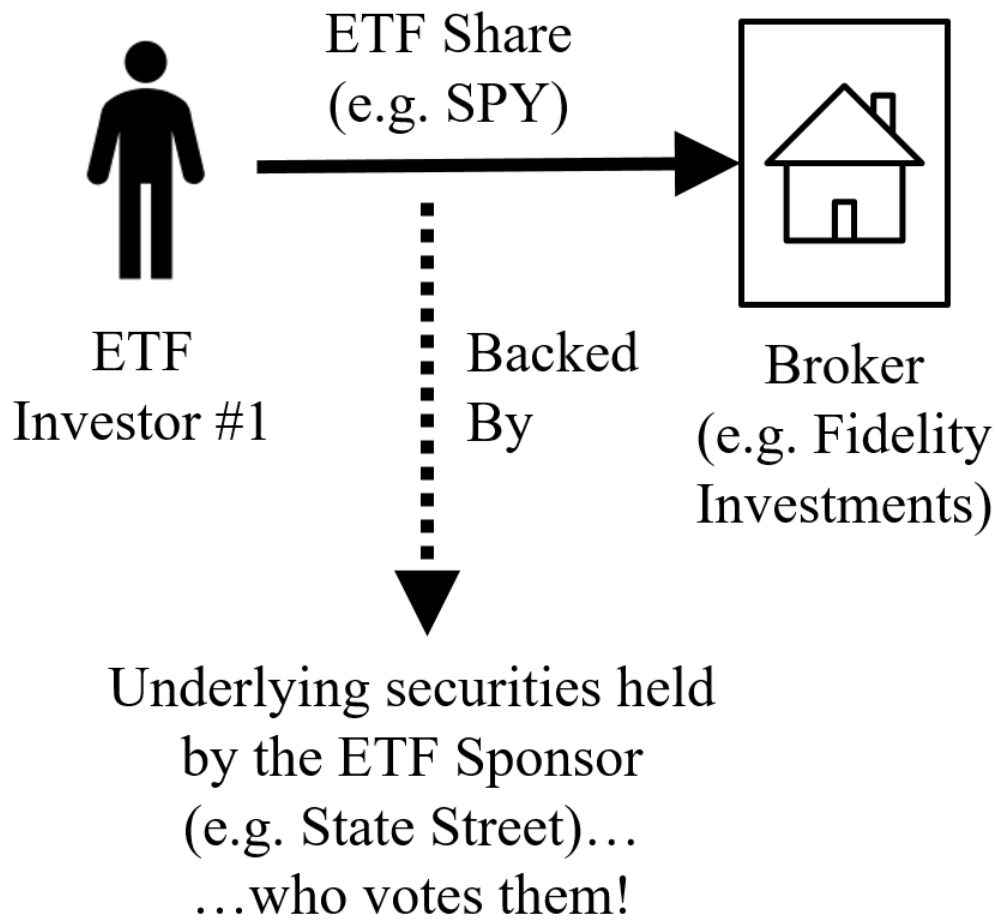 ETF Share
(e.g. SPY)
ETF
Investor #1
Backed
By
Broker
(e.g. Fidelity
Investments)
Underlying securities held
by the ETF Sponsor
(e.g. State Street)…
…who votes them!